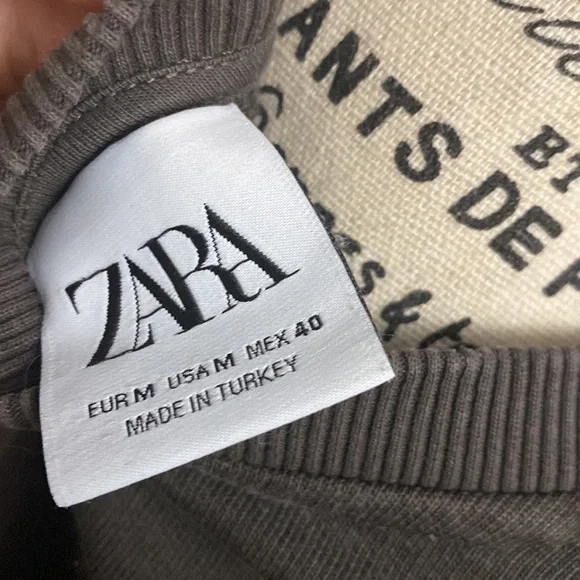 ZARA
EUR M USA M MEX 40
MADE IN TURKEY
ANTS DE
&